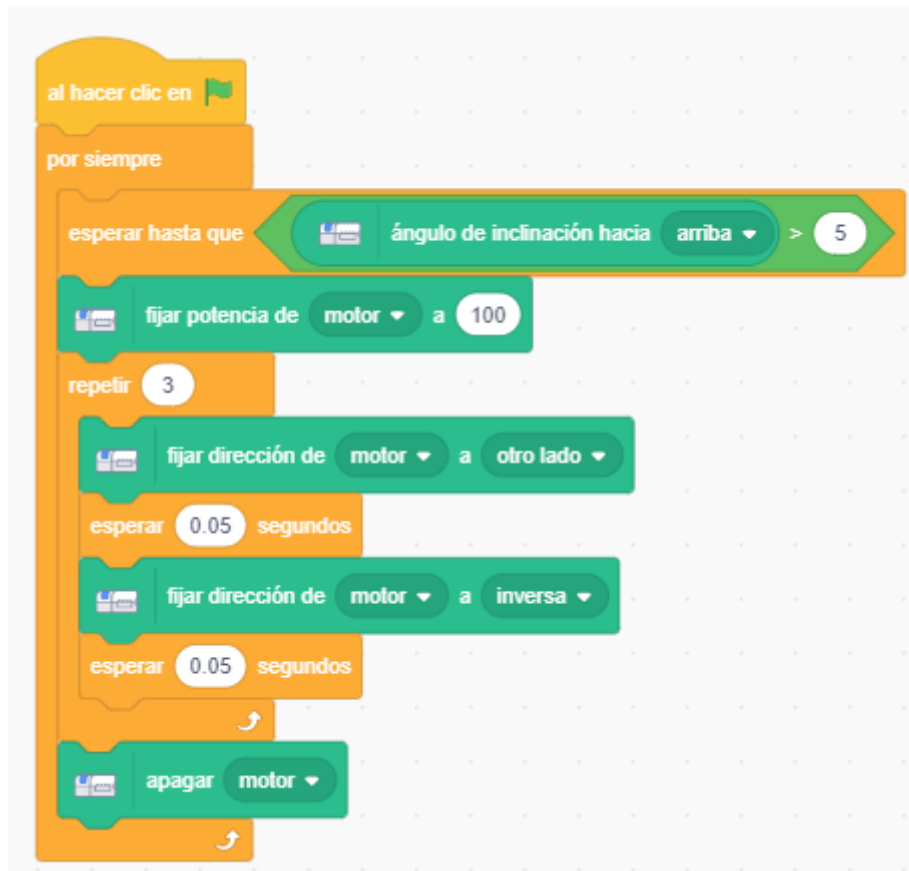 al hacer clic en
por siempre
esperar hasta que ángulo de inclinación hacia arriba > 5
fijar potencia de motor a 100
repetir 3
fijar dirección de motor a otro lado
esperar 0.05 segundos
fijar dirección de motor a inversa
esperar 0.05 segundos
apagar motor